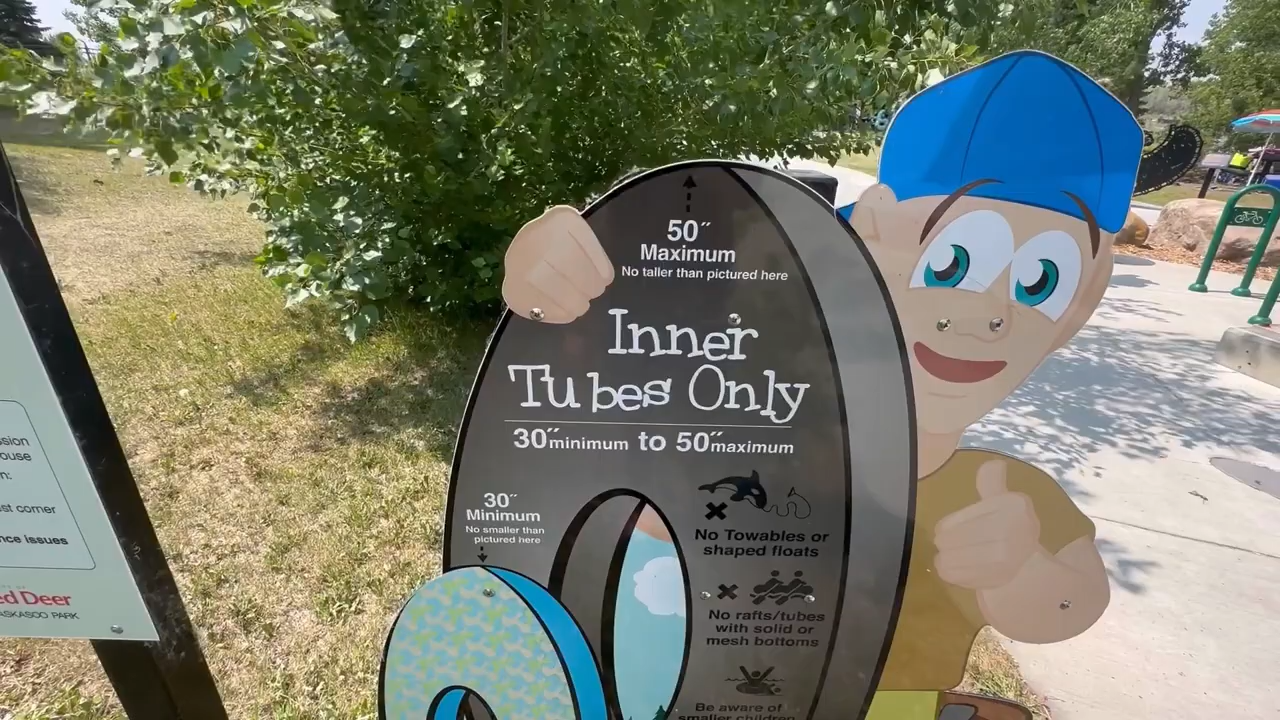 50″
Maximum
No taller than pictured here
Inner
Tubes Only
30″minimum to 50″maximum
30″
Minimum
No smaller than
pictured here
No Towables or
shaped floats
No rafts/tubes
with solid or
mesh bottoms
Be aware of
smaller children
ouse
n:
st corner
nce issues
ed Deer
ASKASOO PARK